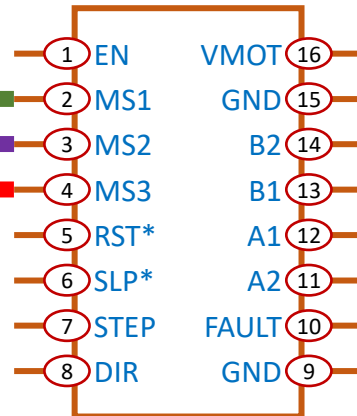 1 EN VMOT 16
2 MS1 GND 15
3 MS2 B2 14
4 MS3 B1 13
5 RST* A1 12
6 SLP* A2 11
7 STEP FAULT 10
8 DIR GND 9